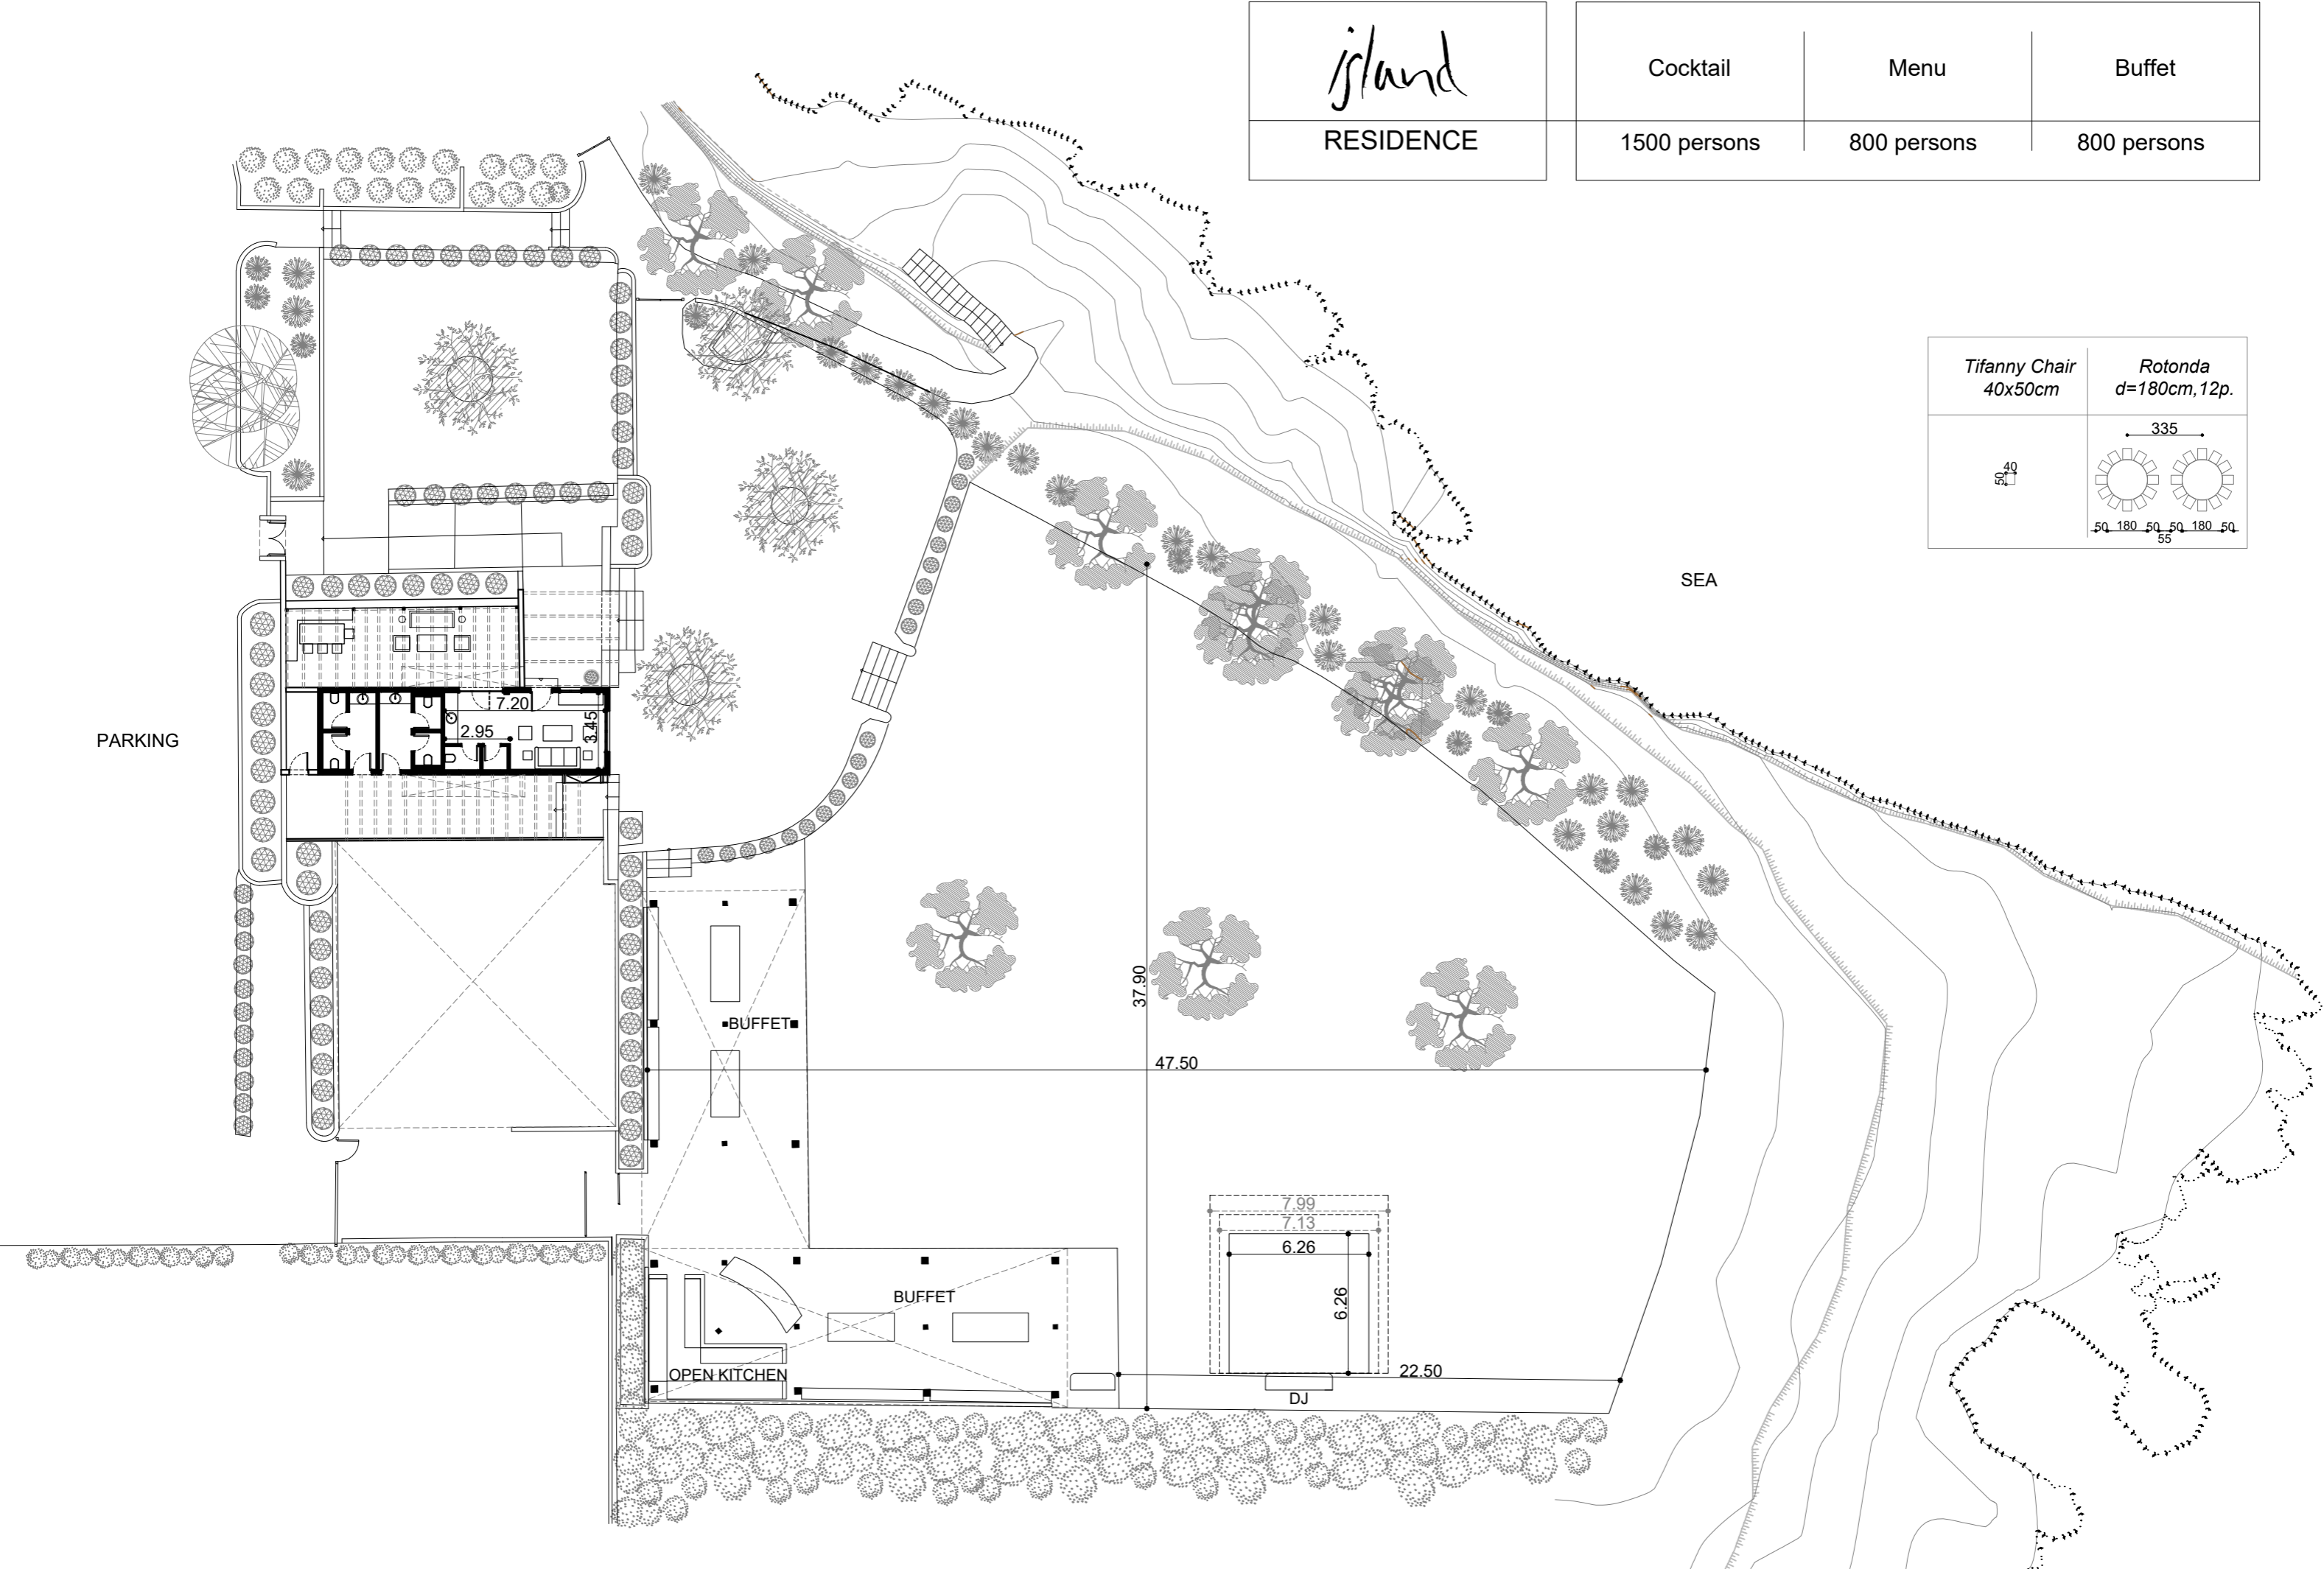 island
RESIDENCE
Cocktail Menu Buffet
1500 persons 800 persons 800 persons
Tifanny Chair
40x50cm
Rotonda
d=180cm,12p.
335
40
50
50 180 50 50 180 50
55
SEA
PARKING
7.20
2.95
3.45
37.90
BUFFET
47.50
7.99
7.13
6.26
6.26
BUFFET
OPEN KITCHEN
22.50
DJ